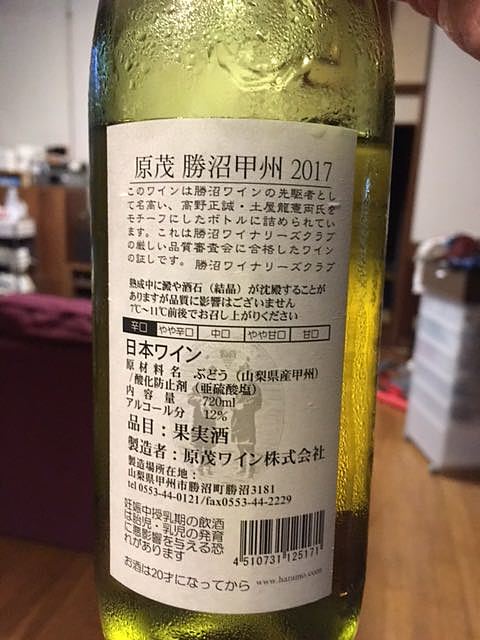 原茂 勝沼甲州 2017
このワインは勝沼ワインの先駆者とし
て名高い、高野正誠・土屋龍憲両氏を
モチーフにしたボトルに詰められてい
ます。これは勝沼ワイナリーズクラブ
の厳しい品質審査会に合格したワイン
の証しです。 勝沼ワイナリーズクラブ
熟成中に澱や酒石（結晶）が沈殿することが
ありますが品質に影響はございません
7℃〜11℃前後でお召し上がりください
辛口 やや辛口 中口 やや甘口 甘口
日本ワイン
原材料名 ぶどう（山梨県産甲州）
/酸化防止剤（亜硫酸塩）
内容量 720ml
アルコール分 12%
品目：果実酒
製造者：原茂ワイン株式会社
製造場所在地：
山梨県甲州市勝沼町勝沼3181
tel 0553-44-0121/fax0553-44-2229
妊娠中授乳期の飲酒
は胎児・乳児の発育
に悪影響を与える恐
れがあります
お酒は20才になってから
4 510731 125171
www.haramo.com